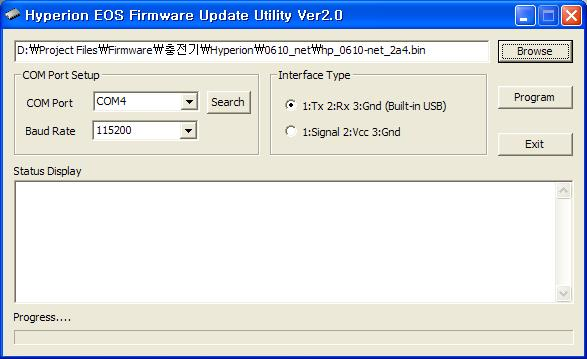 Hyperion EOS Firmware Update Utility Ver2.0
D:₩Project Files₩Firmware₩충전기₩Hyperion₩0610_net₩hp_0610-net_2a4.bin
Browse
COM Port Setup
Interface Type
COM Port
COM4
Search
1:Tx 2:Rx 3:Gnd (Built-in USB)
Program
Baud Rate
115200
1:Signal 2:Vcc 3:Gnd
Exit
Status Display
Progress....